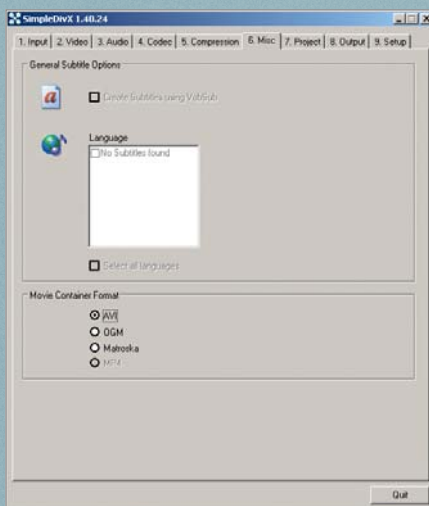 SimpleDivX 1.40.24
1. Input 2. Video 3. Audio 4. Codec 5. Compression 6. Misc 7. Project 8. Output 9. Setup
General Subtitle Options
a
Create Subtitles using VobSub
Language
No Subtitles found
Select all languages
Movie Container Format
AVI
OGM
Matroska
MP4
Quit